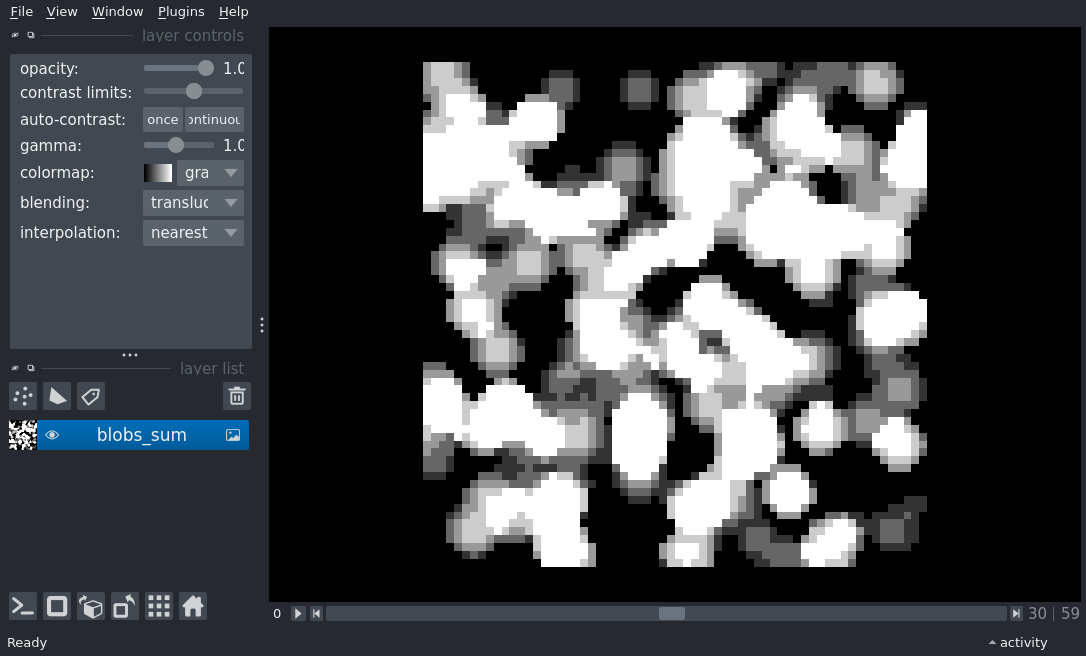 File View Window Plugins Help
layer controls
opacity: 1.0
contrast limits:
auto-contrast: once ontinuou
gamma: 1.0
colormap: gra
blending: transluc
interpolation: nearest
layer list
blobs_sum
0 30 59
Ready activity